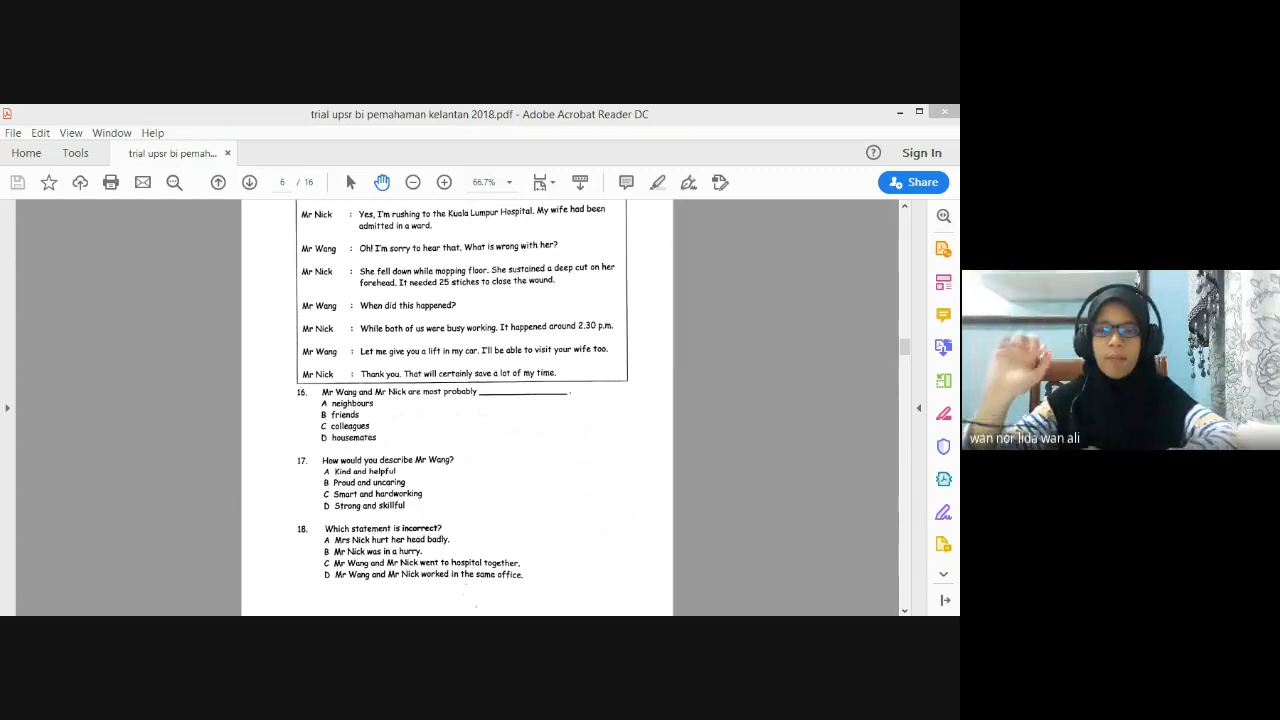 trial upsr bi pemahaman kelantan 2018.pdf - Adobe Acrobat Reader DC
File Edit View Window Help
Home Tools trial upsr bi pemah... × Sign In
6 / 16 66.7% Share
Mr Nick : Yes, I'm rushing to the Kuala Lumpur Hospital. My wife had been
admitted in a ward.
Mr Wang : Oh! I'm sorry to hear that. What is wrong with her?
Mr Nick : She fell down while mopping floor. She sustained a deep cut on her
forehead. It needed 25 stiches to close the wound.
Mr Wang : When did this happened?
Mr Nick : While both of us were busy working. It happened around 2.30 p.m.
Mr Wang : Let me give you a lift in my car. I'll be able to visit your wife too.
Mr Nick : Thank you. That will certainly save a lot of my time.
16. Mr Wang and Mr Nick are most probably ____________ .
A neighbours
B friends
C colleagues
D housemates
17. How would you describe Mr Wang?
A Kind and helpful
B Proud and uncaring
C Smart and hardworking
D Strong and skillful
18. Which statement is incorrect?
A Mrs Nick hurt her head badly.
B Mr Nick was in a hurry.
C Mr Wang and Mr Nick went to hospital together.
D Mr Wang and Mr Nick worked in the same office.
wan nor lida wan ali